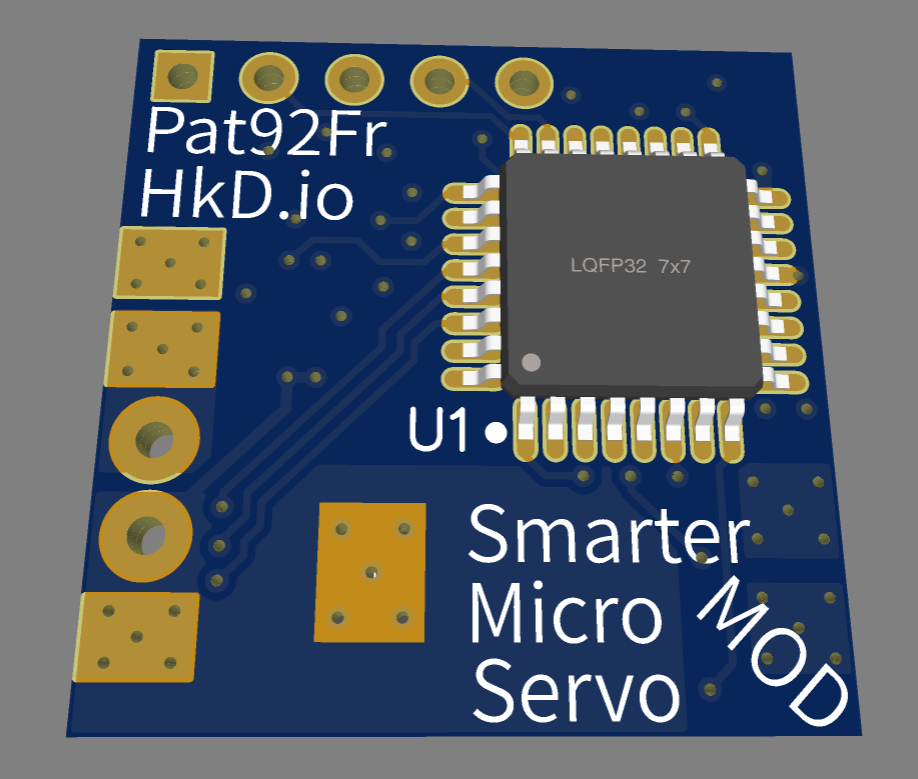 Pat92Fr
HkD.io
LQFP32 7x7
U1
Smarter
Micro
Servo
MOD